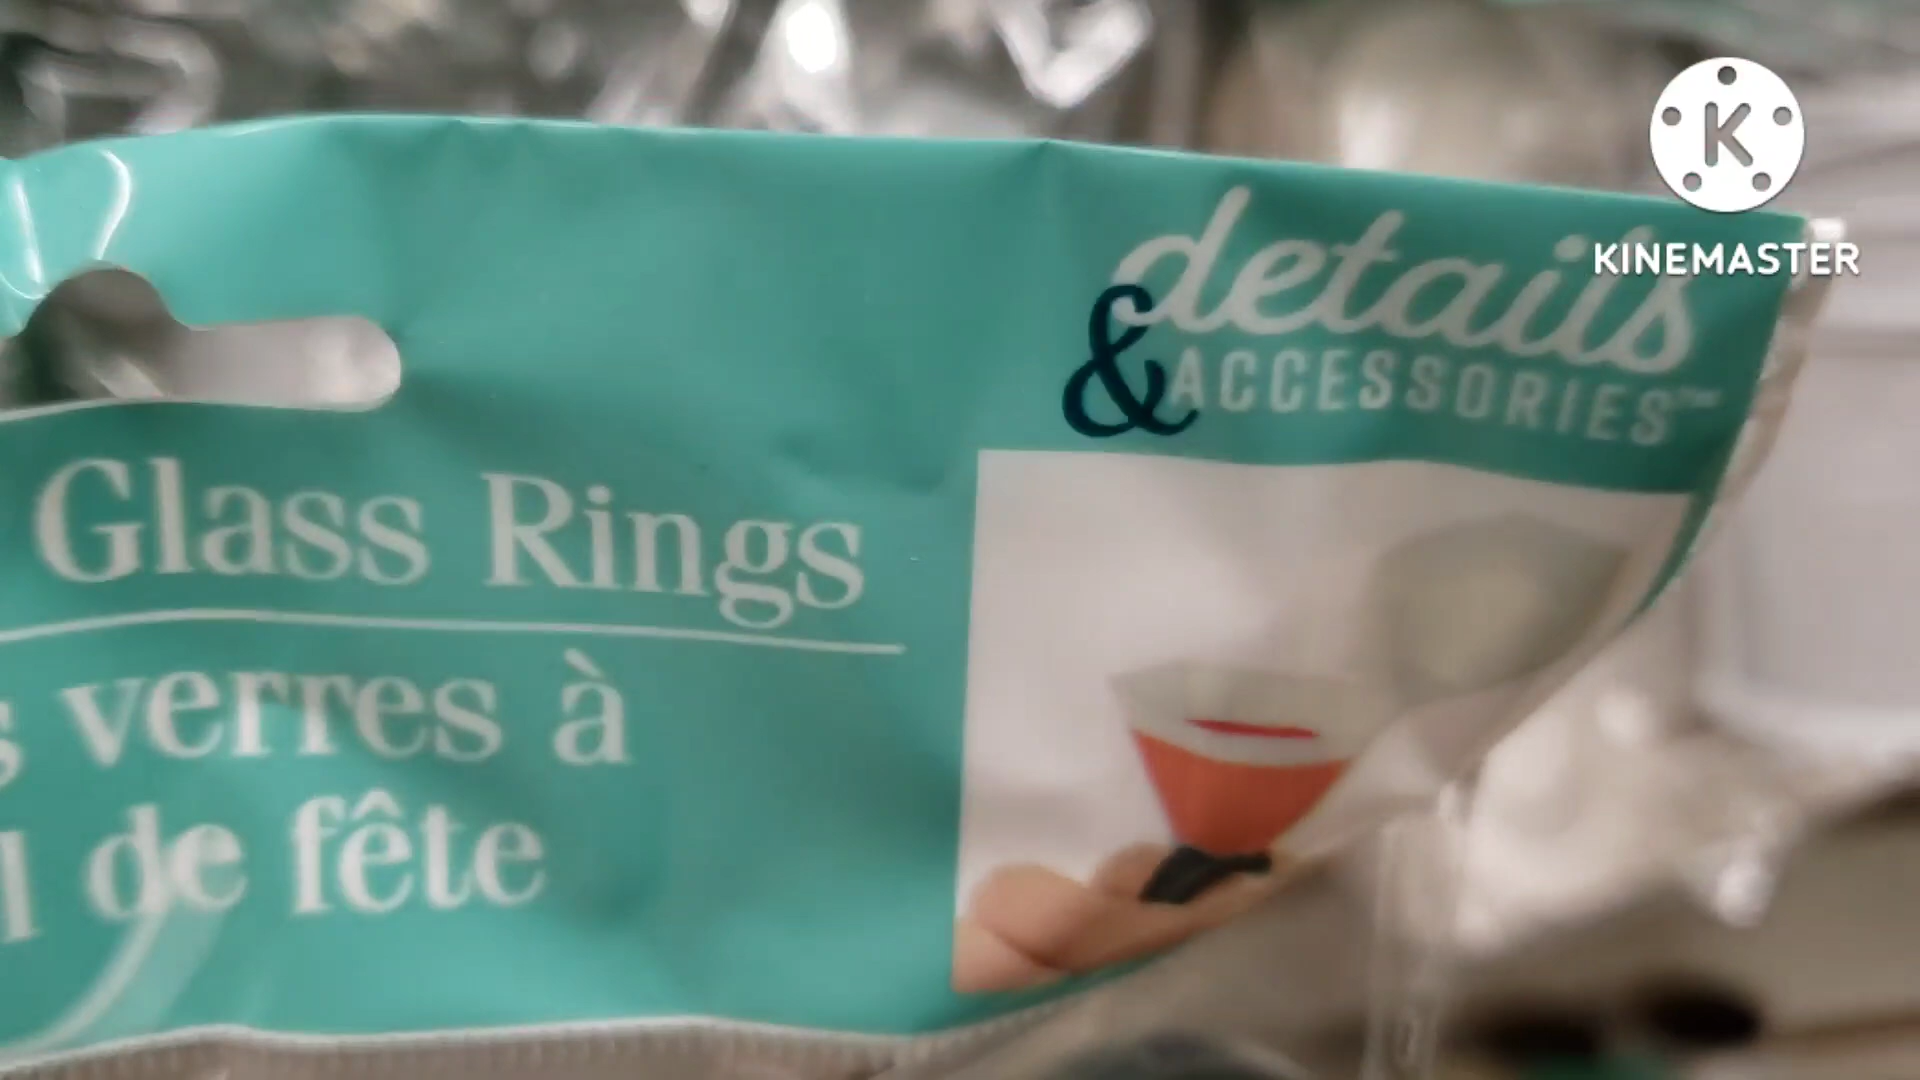 details
& ACCESSORIES™
Glass Rings
verres à
de fête
K
KINEMASTER